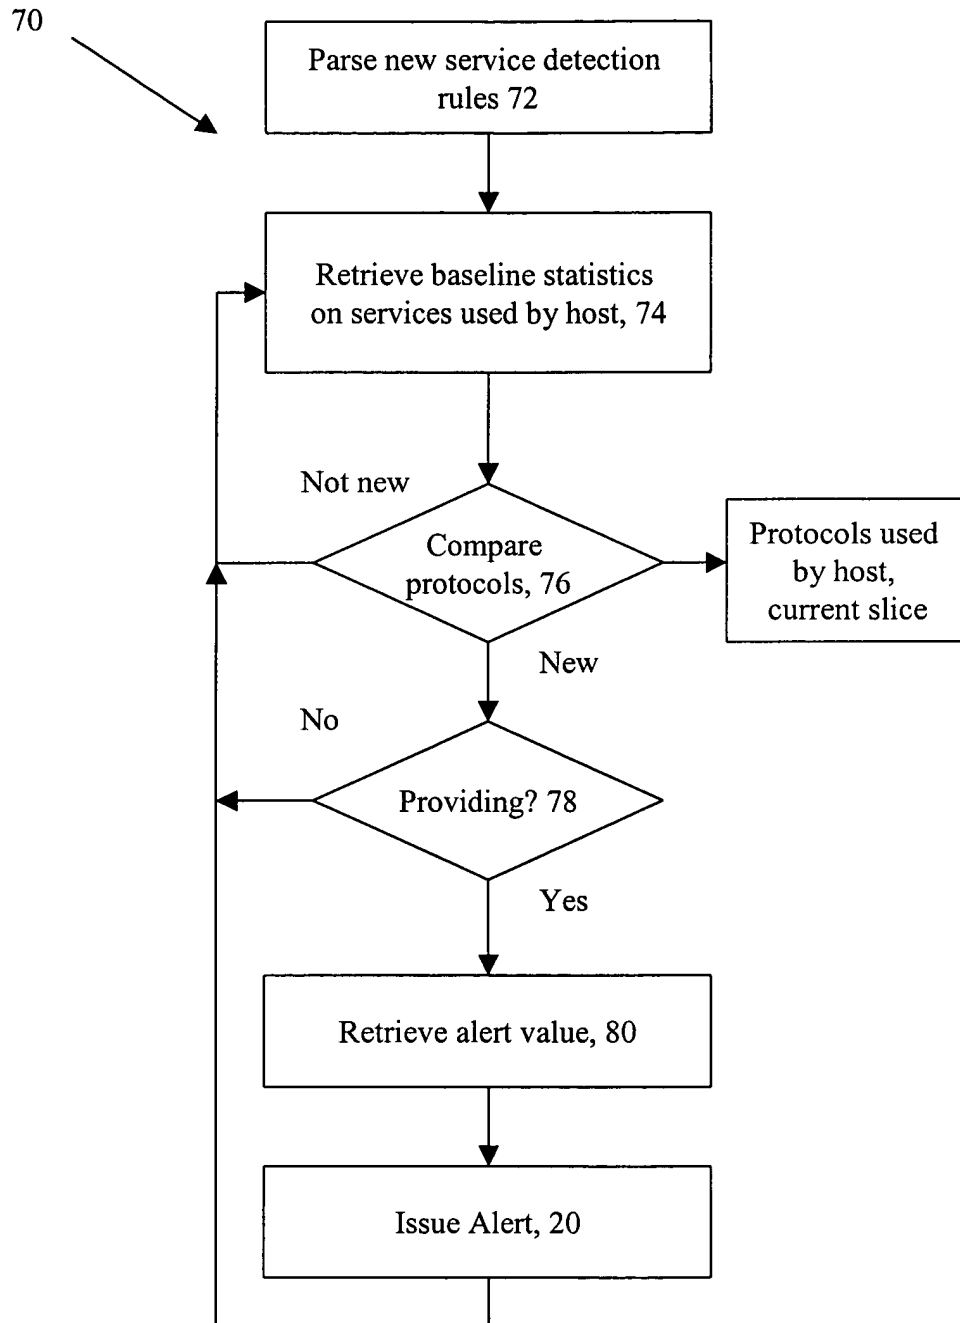 70
Parse new service detection
rules 72
Retrieve baseline statistics
on services used by host, 74
Not new
Compare
protocols, 76
Protocols used
by host,
current slice
New
No
Providing? 78
Yes
Retrieve alert value, 80
Issue Alert, 20